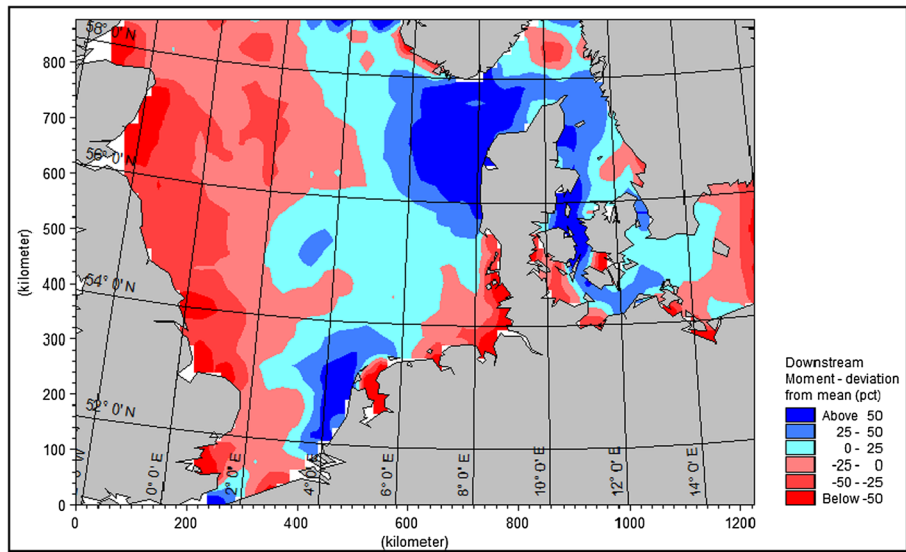 58° 0' N
56° 0' N
54° 0' N
52° 0' N
0° 0' E
2° 0' E
4° 0' E
6° 0' E
8° 0' E
10° 0' E
12° 0' E
14° 0' E
(kilometer)
800
700
600
500
400
300
200
100
0
0
200
400
600
800
1000
1200
(kilometer)
Downstream
Moment - deviation
from mean (pct)
Above 50
25 - 50
0 - 25
-25 - 0
-50 - -25
Below -50